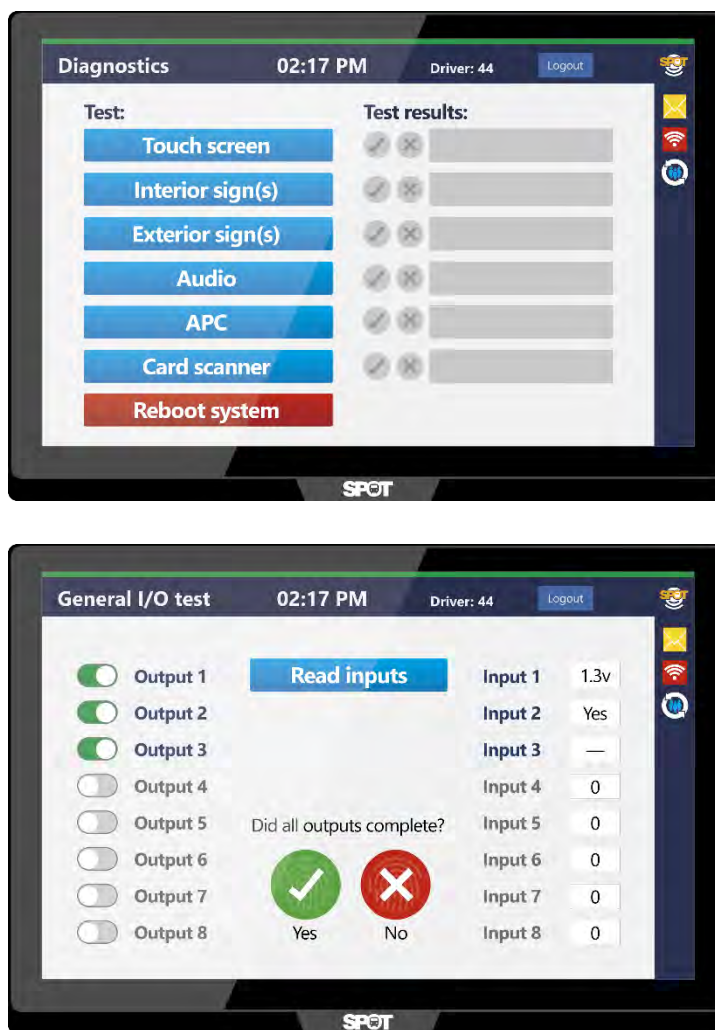 Diagnostics 02:17 PM Driver: 44 Logout SPOT
Test: Test results:
Touch screen
Interior sign(s)
Exterior sign(s)
Audio
APC
Card scanner
Reboot system
SPOT
General I/O test 02:17 PM Driver: 44 Logout SPOT
Output 1 Read inputs Input 1 1.3v
Output 2 Input 2 Yes
Output 3 Input 3 —
Output 4 Input 4 0
Output 5 Did all outputs complete? Input 5 0
Output 6 Input 6 0
Output 7 Input 7 0
Output 8 Yes No Input 8 0
SPOT